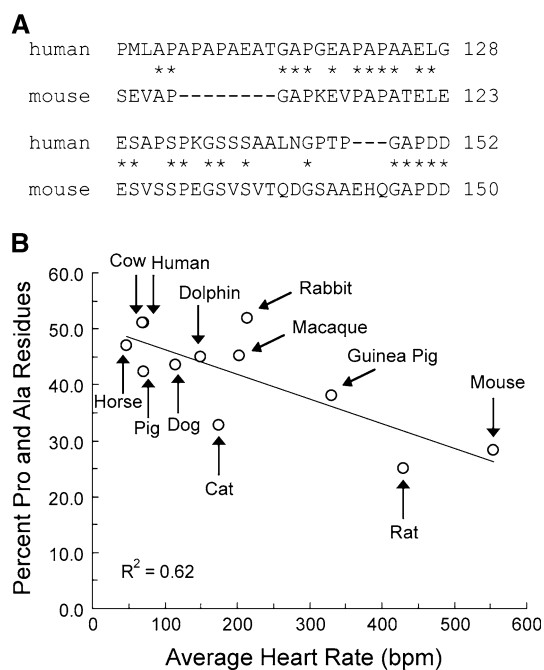 A
human PMLAPAPAPAEATGAPGEAPAPAAELG 128
** *** * **** **
mouse SEVAP--------GAPKEVPAPATELE 123
human ESAPSPKGSSSAALNGPTP---GAPDD 152
** ** ** * * *****
mouse ESVSSPEGSVSVTQDGSAAEHQGAPDD 150
B
Percent Pro and Ala Residues
60.0
50.0
40.0
30.0
20.0
10.0
0.0
Cow
Human
Dolphin
Rabbit
Macaque
Guinea Pig
Mouse
Horse
Pig
Dog
Cat
Rat
R² = 0.62
0 100 200 300 400 500 600
Average Heart Rate (bpm)